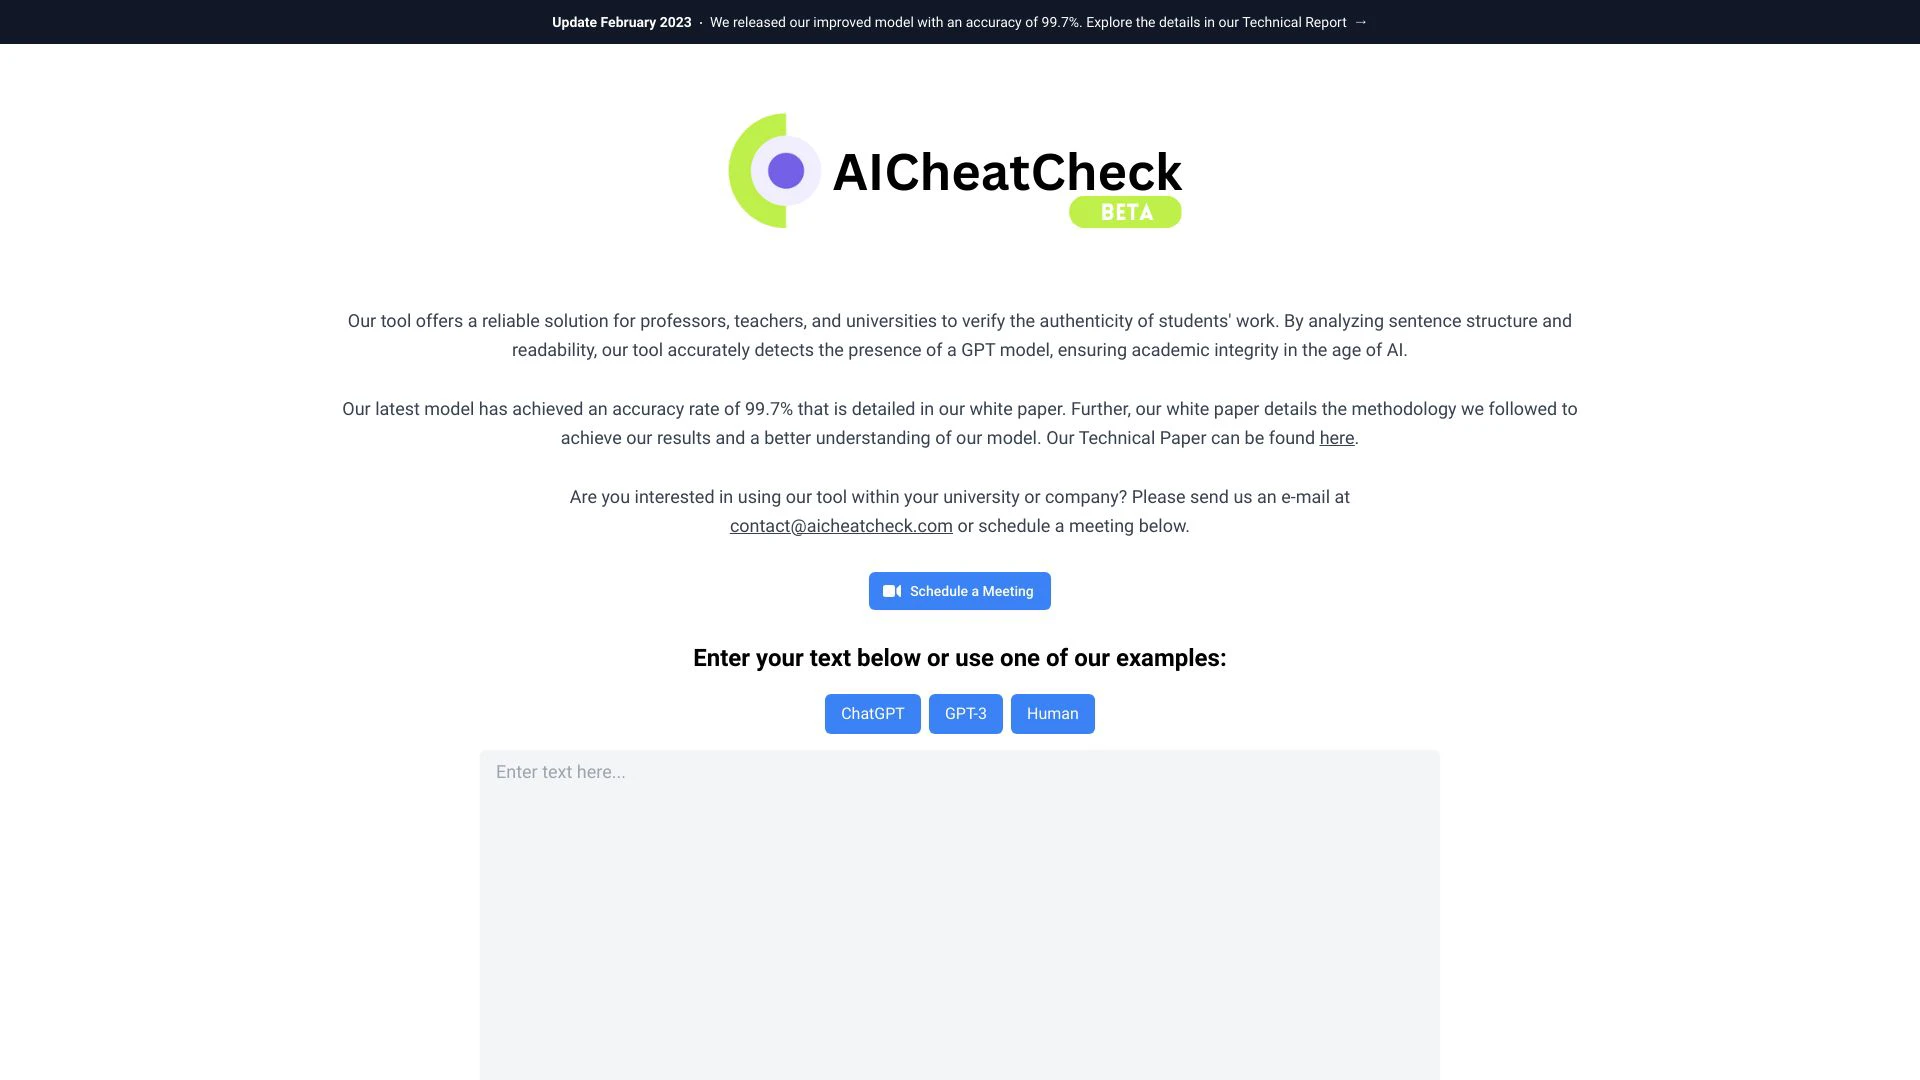 Update February 2023 · We released our improved model with an accuracy of 99.7%. Explore the details in our Technical Report →
AICheatCheck
BETA
Our tool offers a reliable solution for professors, teachers, and universities to verify the authenticity of students' work. By analyzing sentence structure and
readability, our tool accurately detects the presence of a GPT model, ensuring academic integrity in the age of AI.
Our latest model has achieved an accuracy rate of 99.7% that is detailed in our white paper. Further, our white paper details the methodology we followed to
achieve our results and a better understanding of our model. Our Technical Paper can be found here.
Are you interested in using our tool within your university or company? Please send us an e-mail at
contact@aicheatcheck.com or schedule a meeting below.
Schedule a Meeting
Enter your text below or use one of our examples:
ChatGPT GPT-3 Human
Enter text here...